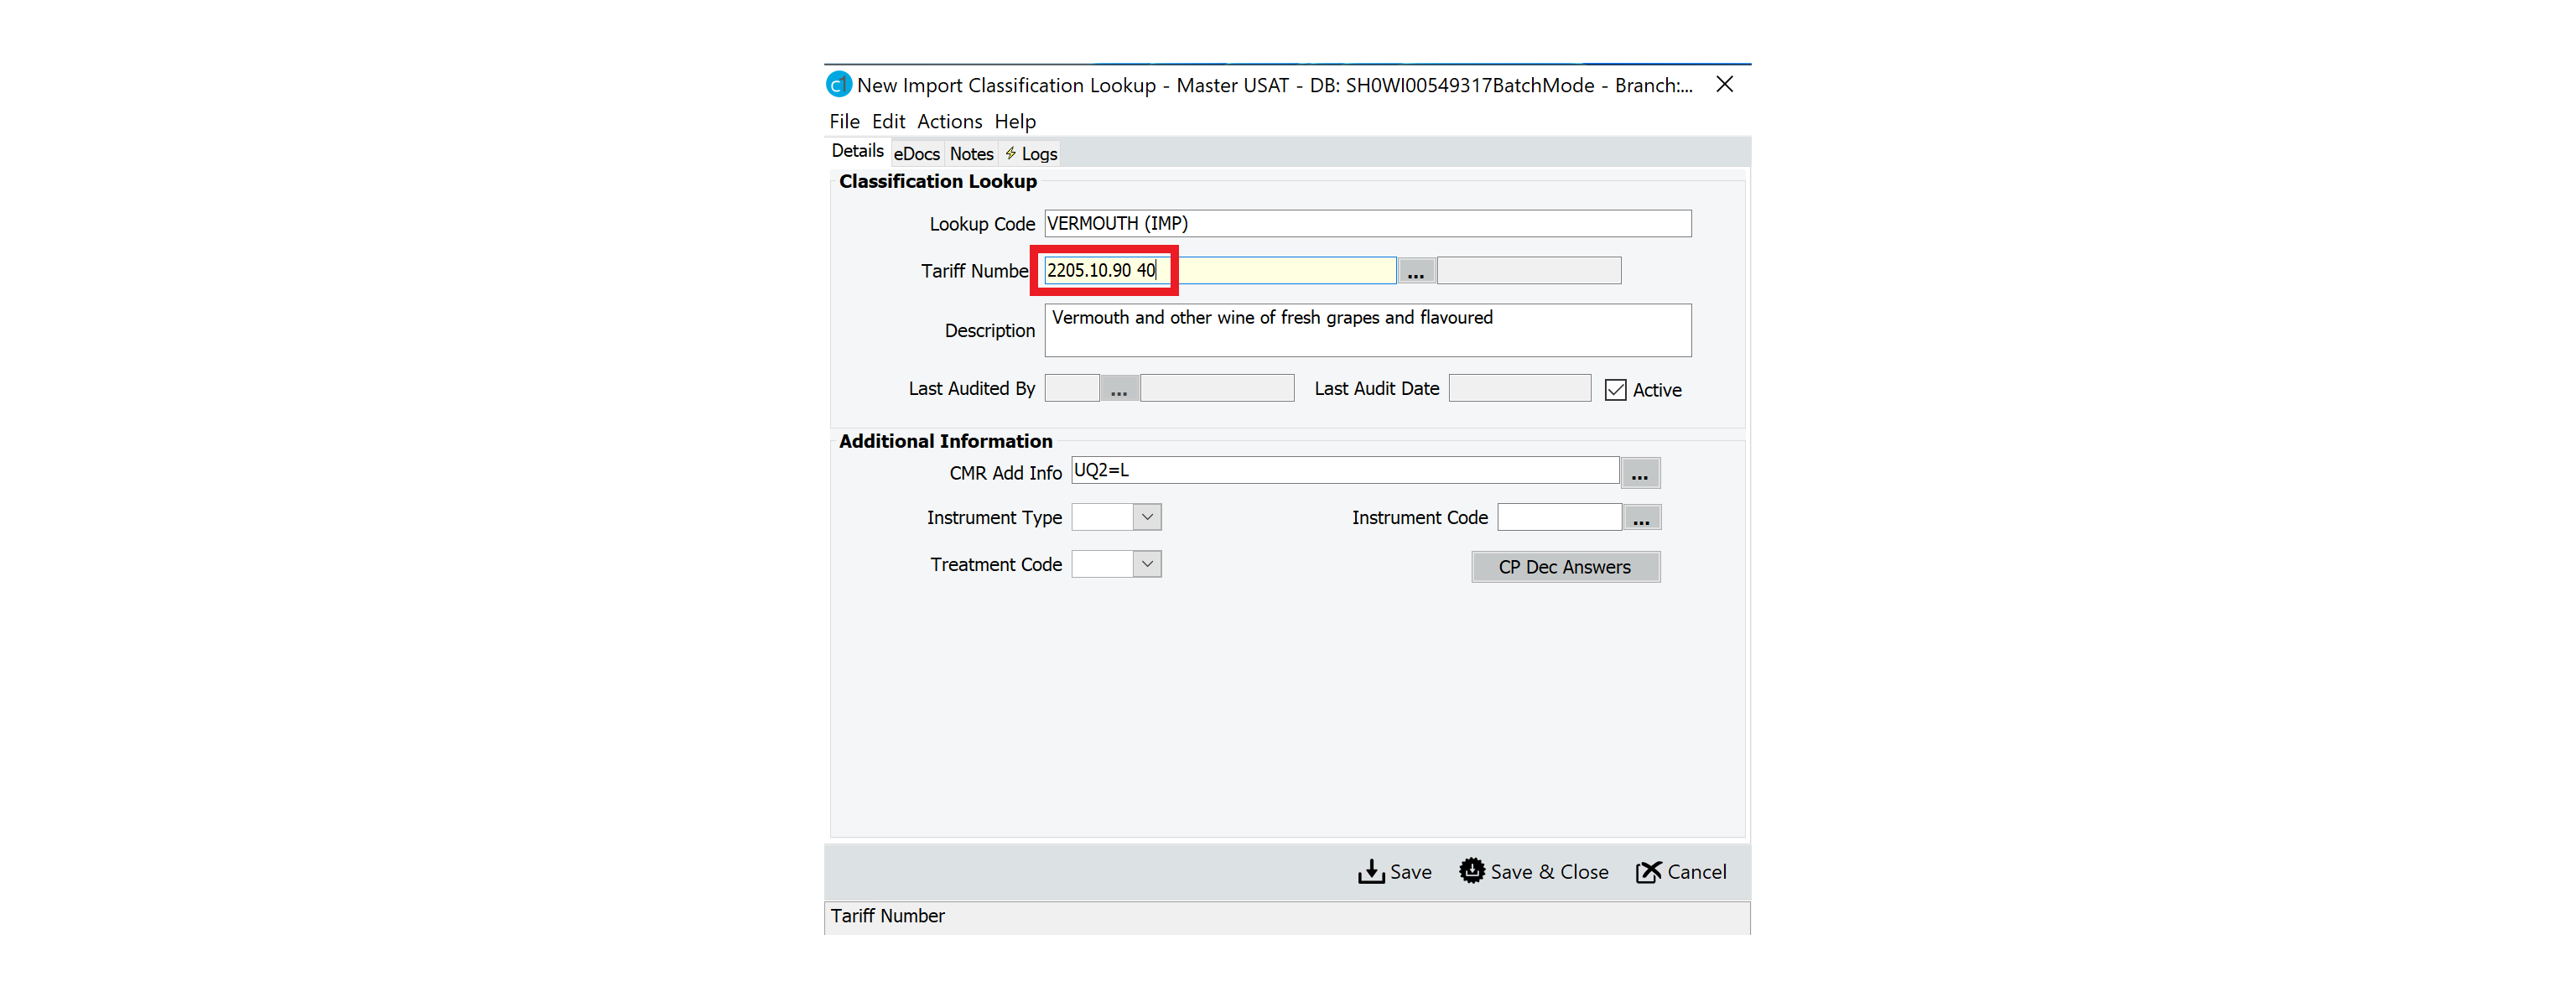 c1 New Import Classification Lookup - Master USAT - DB: SH0WI00549317BatchMode - Branch:...
File Edit Actions Help
Details eDocs Notes Logs
Classification Lookup
Lookup Code VERMOUTH (IMP)
Tariff Numbe 2205.10.90 40 ...
Description Vermouth and other wine of fresh grapes and flavoured
Last Audited By ... Last Audit Date Active
Additional Information
CMR Add Info UQ2=L ...
Instrument Type Instrument Code ...
Treatment Code CP Dec Answers
Save Save & Close Cancel
Tariff Number